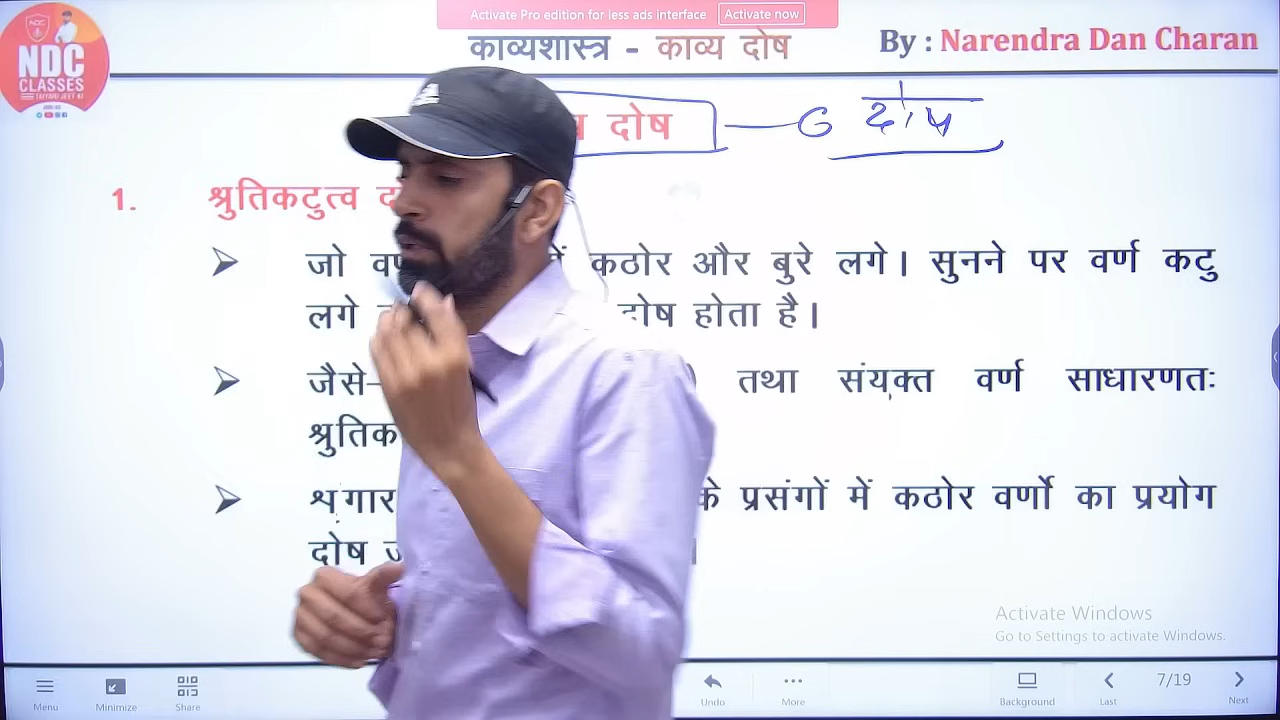 Activate Pro edition for less ads interface Activate now
काव्यशास्त्र - काव्य दोष By : Narendra Dan Charan
NDC
NDC
CLASSES
दोष दोष
1. श्रुतिकटुत्व
जो कठोर और बुरे लगे। सुनने पर वर्ण कटु
लगे दोष होता है।
जैसे– तथा संयुक्त वर्ण साधारणतः
श्रुतिक
शृगार के प्रसंगों में कठोर वर्णों का प्रयोग
दोष
Activate Windows
Go to Settings to activate Windows.
Menu Minimize Share Undo More Background Last 7/19 Next